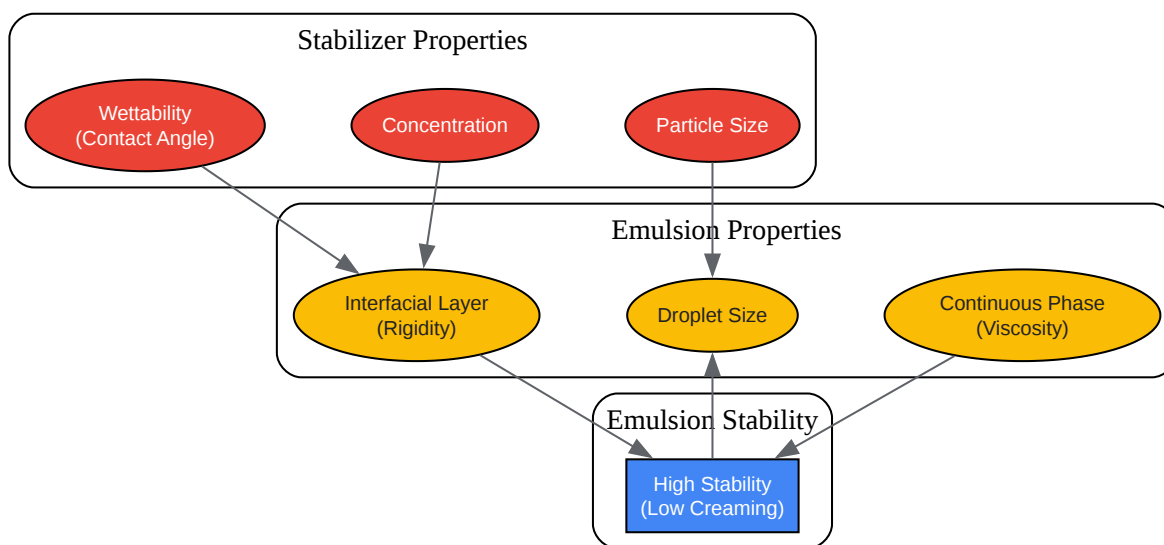 Stabilizer Properties
Wettability
(Contact Angle)
Concentration
Particle Size
Emulsion Properties
Interfacial Layer
(Rigidity)
Droplet Size
Continuous Phase
(Viscosity)
Emulsion Stability
High Stability
(Low Creaming)